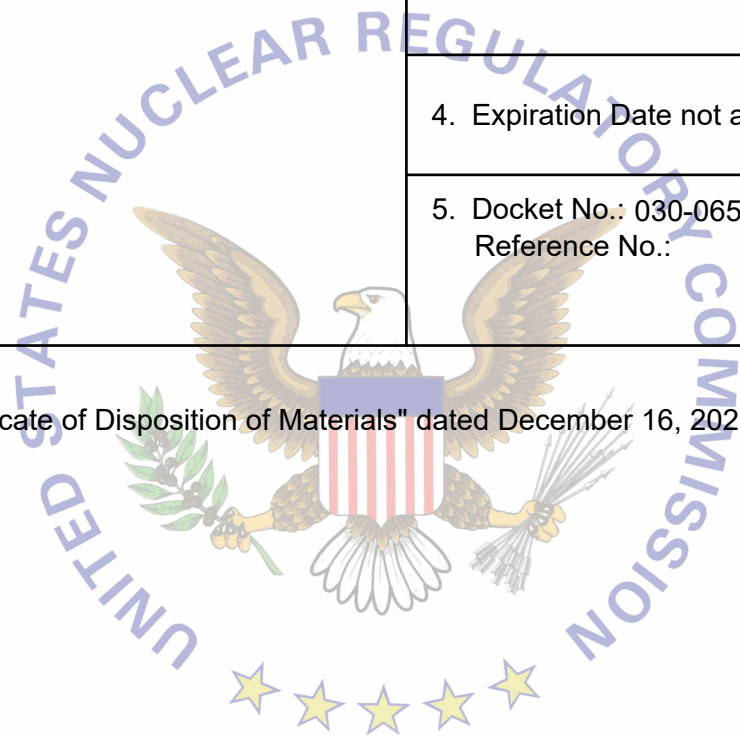 UNITED STATES NUCLEAR REGULATORY COMMISSION
4. Expiration Date not a
5. Docket No.: 030-065
Reference No.:
cate of Disposition of Materials" dated December 16, 202